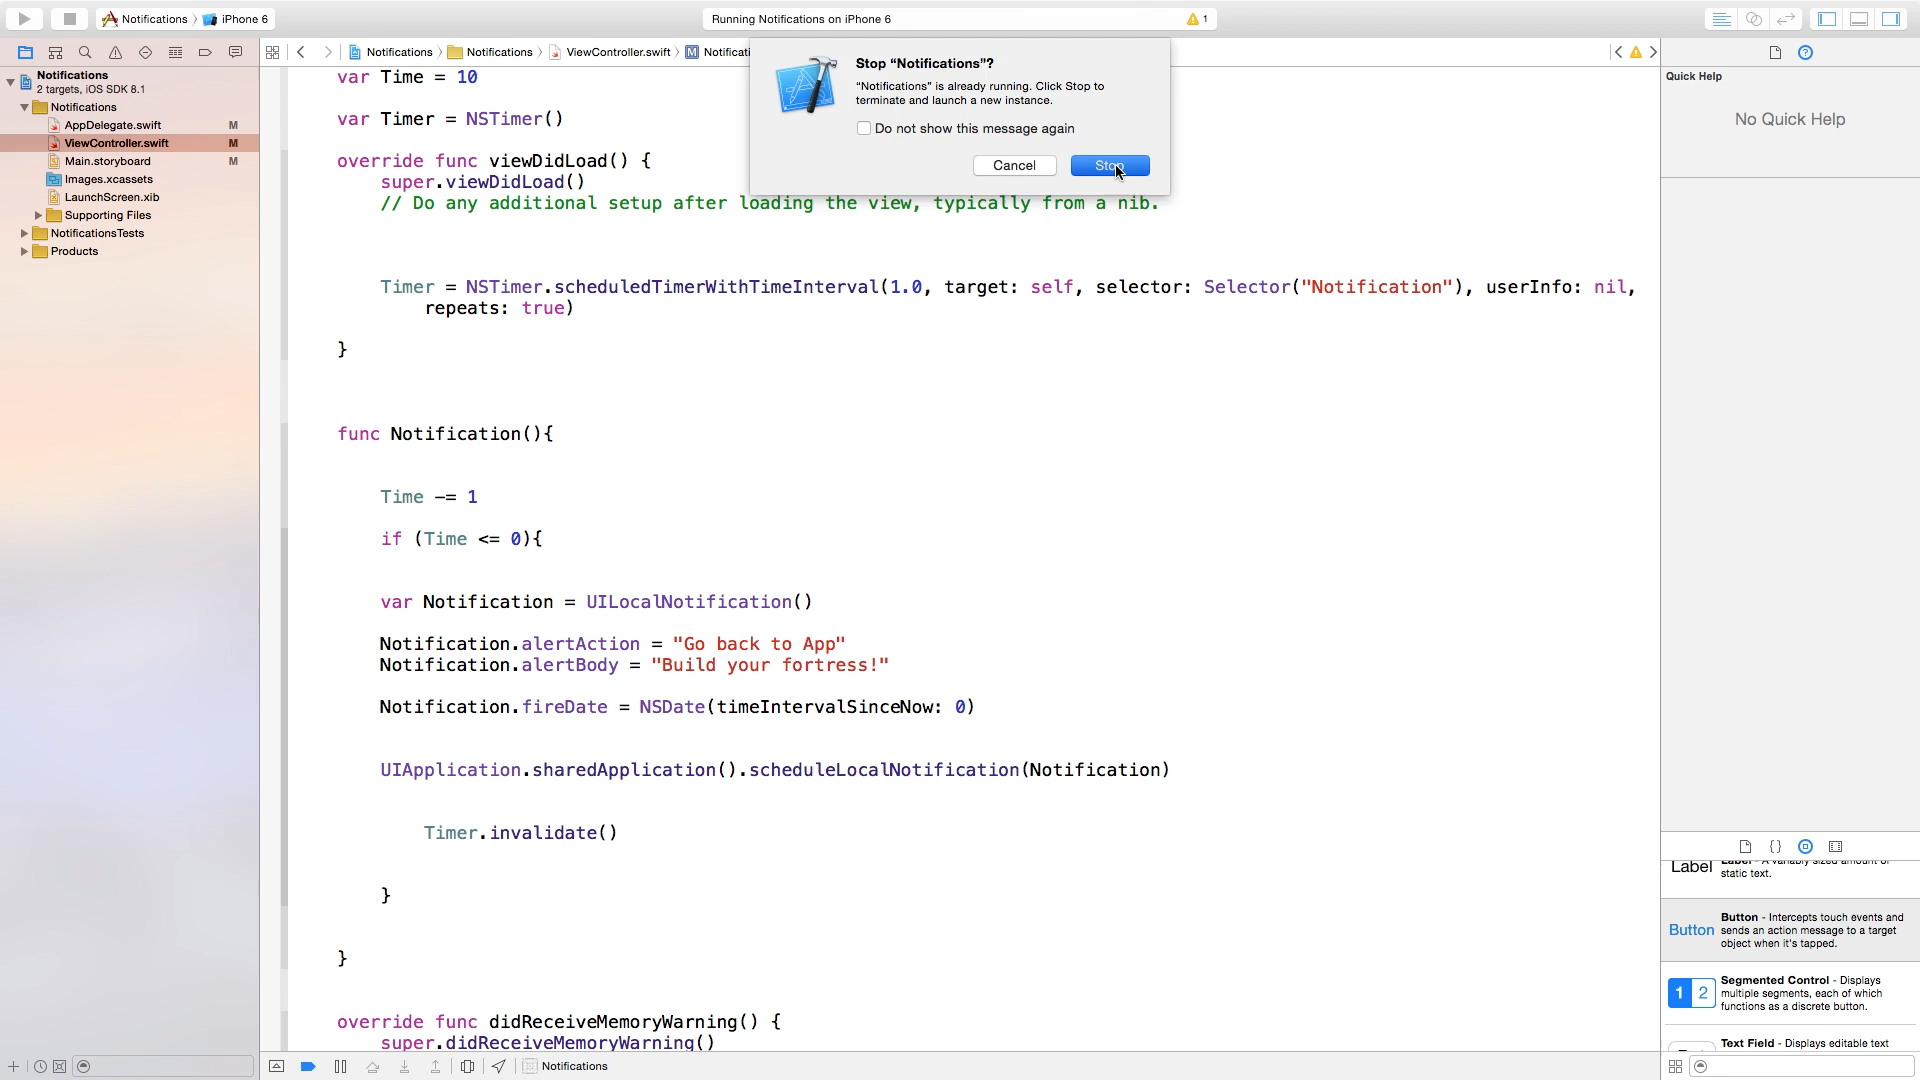 Notifications
iPhone 6
Running Notifications on iPhone 6
1
Notifications
Notifications
ViewController.swift
M
Notifications
2 targets, iOS SDK 8.1
Notifications
AppDelegate.swift M
ViewController.swift M
Main.storyboard M
Images.xcassets
LaunchScreen.xib
Supporting Files
NotificationsTests
Products
Stop “Notifications”?
“Notifications” is already running. Click Stop to
terminate and launch a new instance.
Do not show this message again
Cancel
Stop
var Time = 10
var Timer = NSTimer()
override func viewDidLoad() {
super.viewDidLoad()
// Do any additional setup after loading the view, typically from a nib.
Timer = NSTimer.scheduledTimerWithTimeInterval(1.0, target: self, selector: Selector("Notification"), userInfo: nil,
repeats: true)
}
func Notification(){
Time -= 1
if (Time <= 0){
var Notification = UILocalNotification()
Notification.alertAction = "Go back to App"
Notification.alertBody = "Build your fortress!"
Notification.fireDate = NSDate(timeIntervalSinceNow: 0)
UIApplication.sharedApplication().scheduleLocalNotification(Notification)
Timer.invalidate()
}
}
override func didReceiveMemoryWarning() {
super.didReceiveMemoryWarning()
Notifications
Quick Help
No Quick Help
Label
static text.
Button
Button - Intercepts touch events and
sends an action message to a target
object when it's tapped.
1 2
Segmented Control - Displays
multiple segments, each of which
functions as a discrete button.
Text Field - Displays editable text